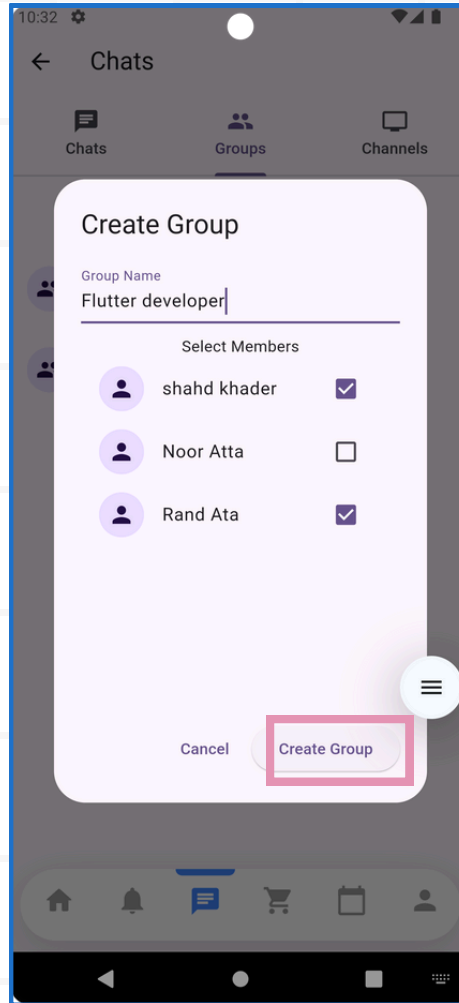 10:32
Chats
Chats Groups Channels
Create Group
Group Name
Flutter developer
Select Members
shahd khader
Noor Atta
Rand Ata
Cancel Create Group